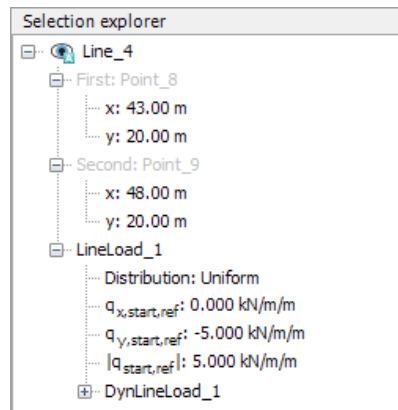 Selection explorer
Line_4
First: Point_8
x: 43.00 m
y: 20.00 m
Second: Point_9
x: 48.00 m
y: 20.00 m
LineLoad_1
Distribution: Uniform
qx,start,ref: 0.000 kN/m/m
qy,start,ref: -5.000 kN/m/m
|qstart,ref|: 5.000 kN/m/m
DynLineLoad_1